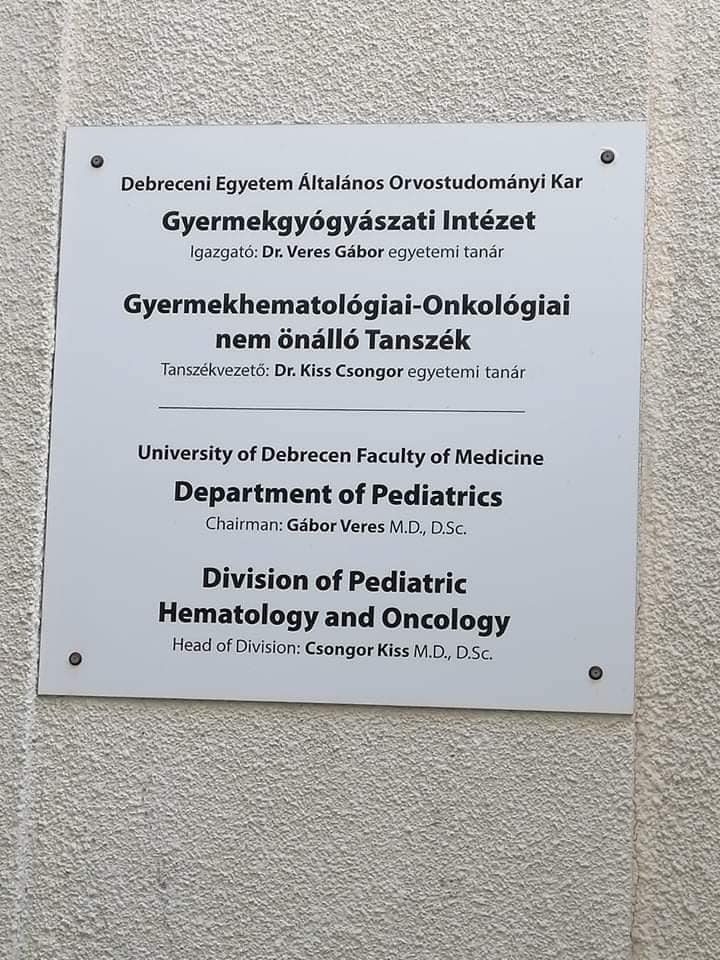 Debreceni Egyetem Általános Orvostudományi Kar
Gyermekgyógyászati Intézet
Igazgató: Dr. Veres Gábor egyetemi tanár
Gyermekhematológiai-Onkológiai
nem önálló Tanszék
Tanszékvezető: Dr. Kiss Csongor egyetemi tanár
University of Debrecen Faculty of Medicine
Department of Pediatrics
Chairman: Gábor Veres M.D., D.Sc.
Division of Pediatric
Hematology and Oncology
Head of Division: Csongor Kiss M.D., D.Sc.